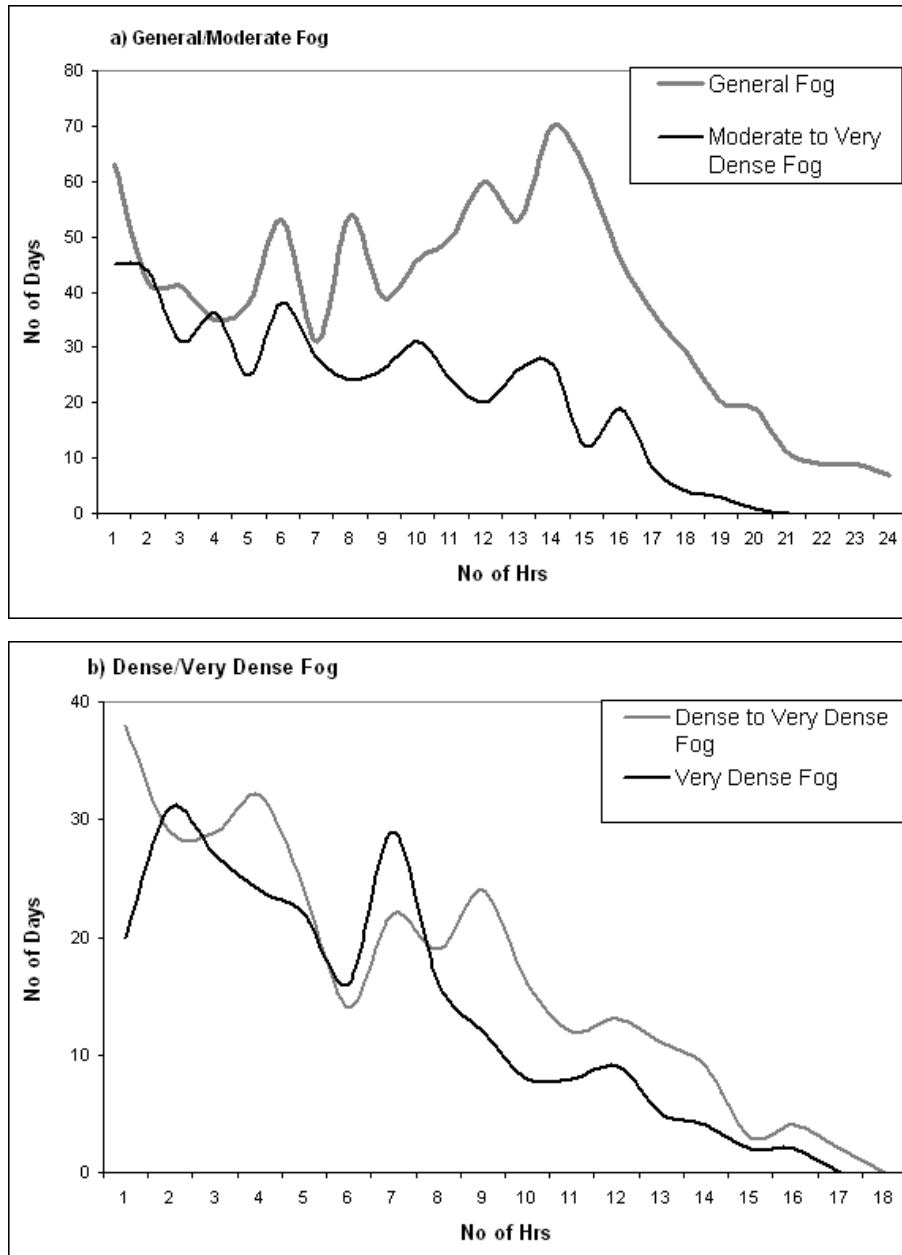 a) General/Moderate Fog
80
70
60
50
40
30
20
10
0
No of Days
General Fog
Moderate to Very
Dense Fog
1 2 3 4 5 6 7 8 9 10 11 12 13 14 15 16 17 18 19 20 21 22 23 24
No of Hrs
b) Dense/Very Dense Fog
40
30
20
10
0
No of Days
Dense to Very Dense
Fog
Very Dense Fog
1 2 3 4 5 6 7 8 9 10 11 12 13 14 15 16 17 18
No of Hrs